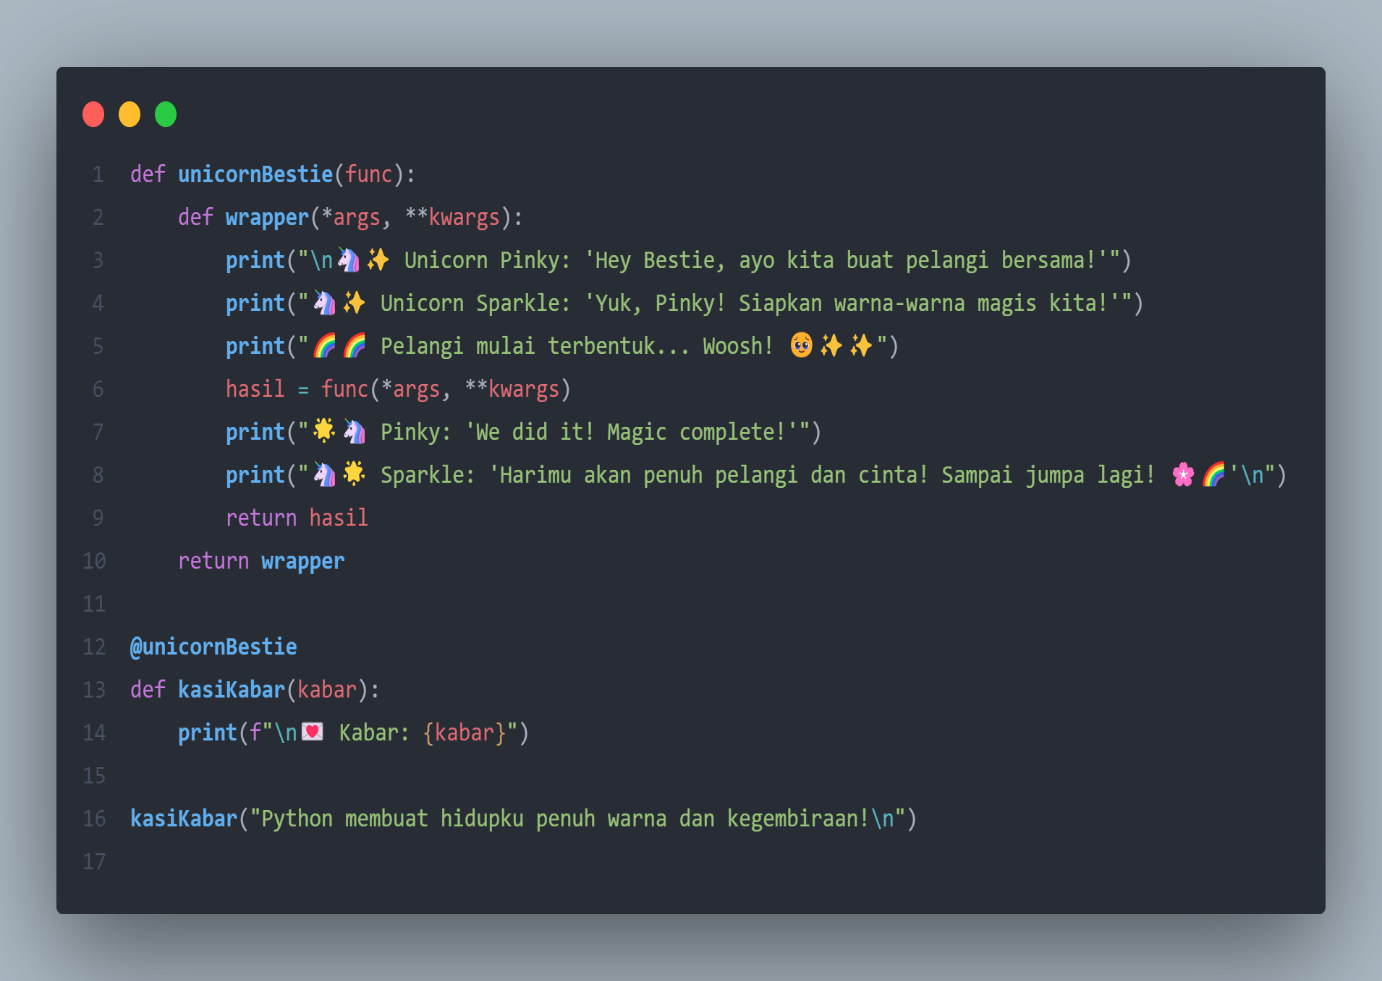 1 def unicornBestie(func):
2     def wrapper(*args, **kwargs):
3         print("\n🦄✨ Unicorn Pinky: 'Hey Bestie, ayo kita buat pelangi bersama!'")
4         print("🦄✨ Unicorn Sparkle: 'Yuk, Pinky! Siapkan warna-warna magis kita!'")
5         print("🌈🌈 Pelangi mulai terbentuk... Woosh! 🥹✨✨")
6         hasil = func(*args, **kwargs)
7         print("🌟🦄 Pinky: 'We did it! Magic complete!'")
8         print("🦄🌟 Sparkle: 'Harimu akan penuh pelangi dan cinta! Sampai jumpa lagi! 🌸🌈'\n")
9         return hasil
10     return wrapper
11
12 @unicornBestie
13 def kasiKabar(kabar):
14     print(f"\n💌 Kabar: {kabar}")
15
16 kasiKabar("Python membuat hidupku penuh warna dan kegembiraan!\n")
17